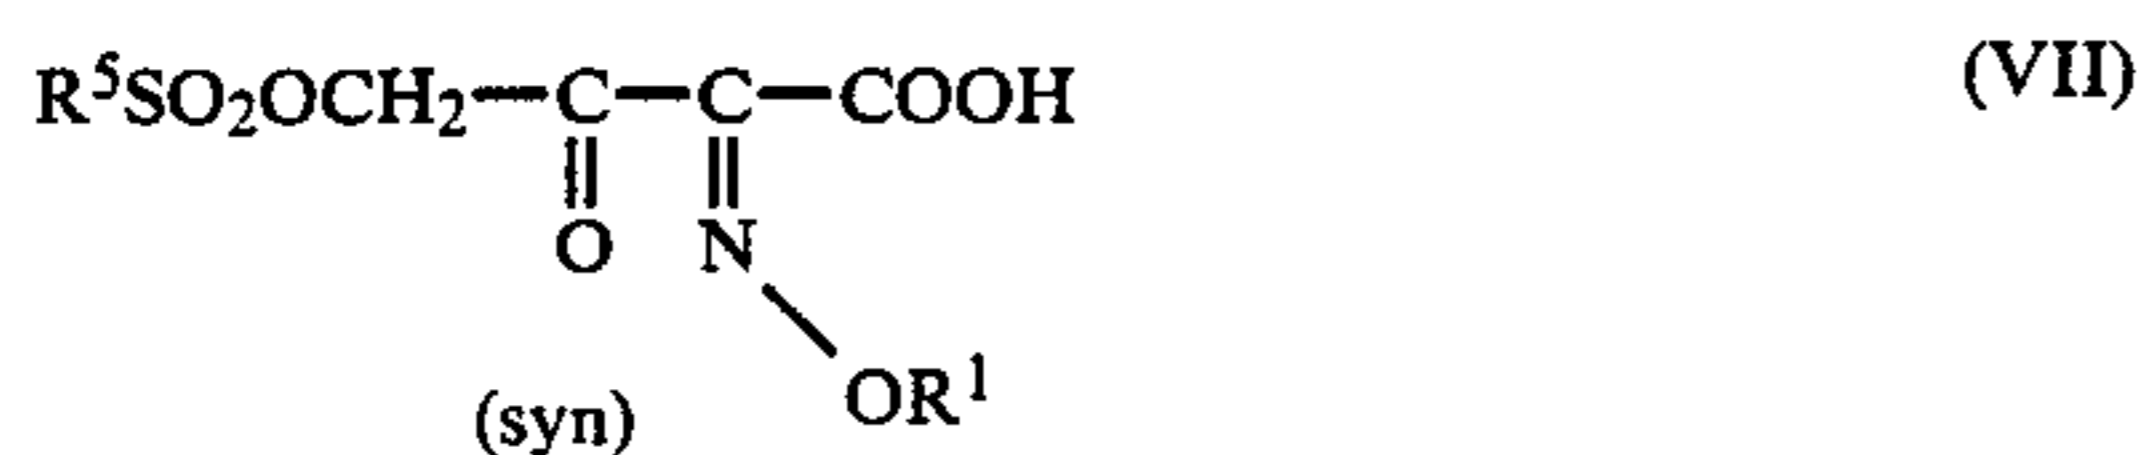 R⁵SO₂OCH₂—C—C—COOH (VII)
O N
OR¹
(syn)